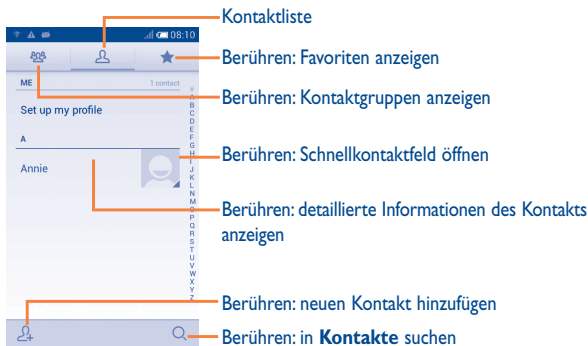 Kontaktliste
08:10
Berühren: Favoriten anzeigen
ME
1 contact
Berühren: Kontaktgruppen anzeigen
Set up my profile
A
Berühren: Schnellkontaktfeld öffnen
Annie
Berühren: detaillierte Informationen des Kontakts
anzeigen
#
A
B
C
D
E
F
G
H
I
J
K
L
N
M
O
P
Q
R
S
T
U
V
W
X
Y
Z
Berühren: neuen Kontakt hinzufügen
Berühren: in Kontakte suchen